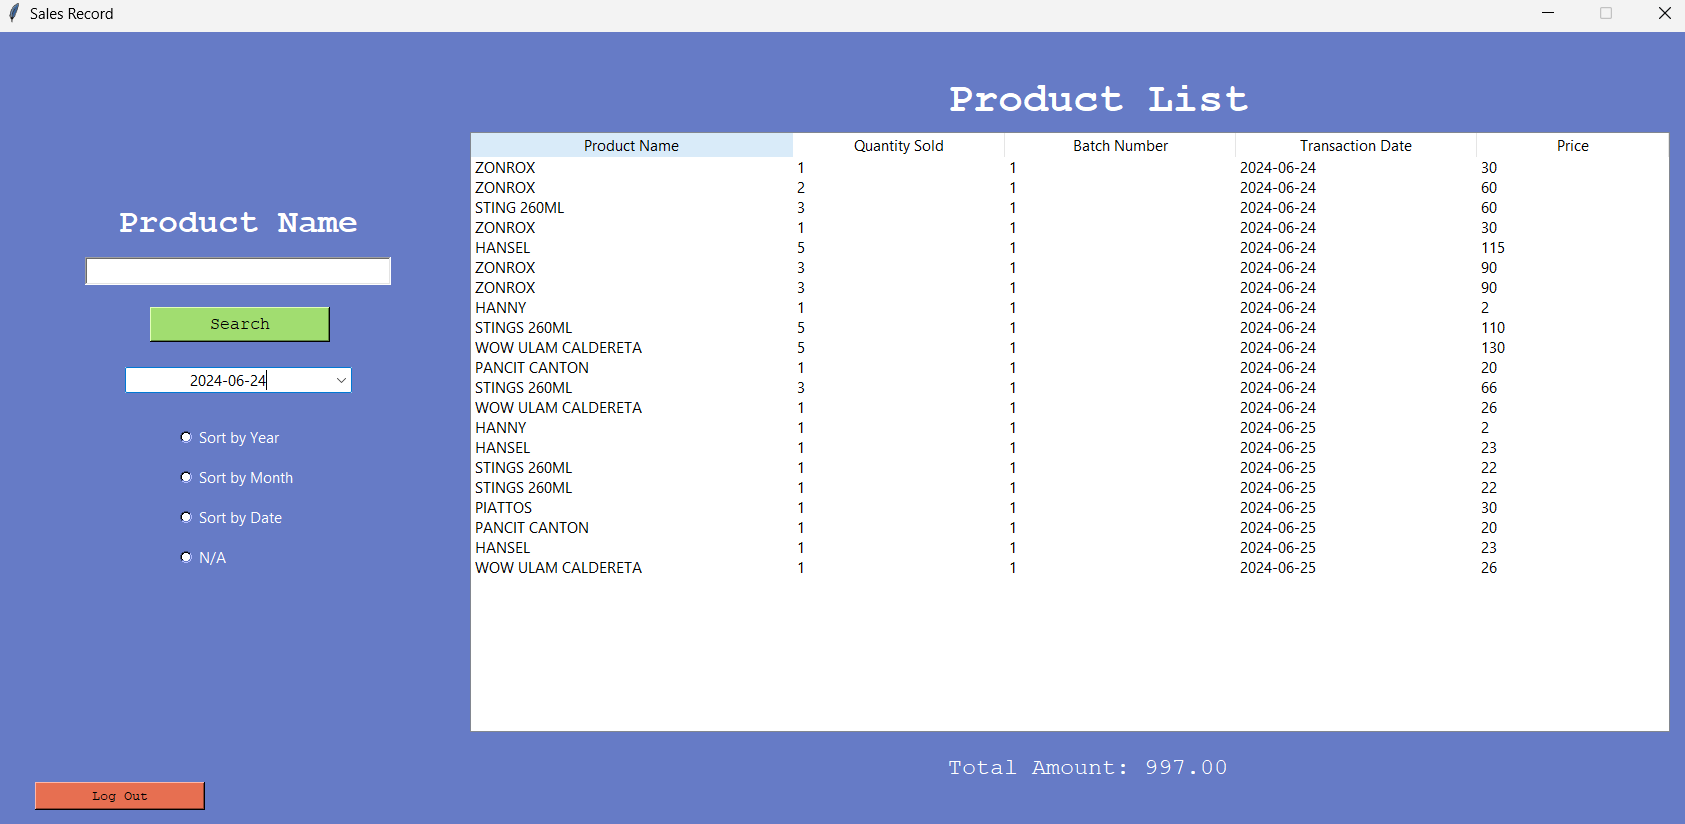 Sales Record
Product Name
Search
2024-06-24
Sort by Year
Sort by Month
Sort by Date
N/A
Log Out
Product List
Product Name Quantity Sold Batch Number Transaction Date Price
ZONROX 1 1 2024-06-24 30
ZONROX 2 1 2024-06-24 60
STING 260ML 3 1 2024-06-24 60
ZONROX 1 1 2024-06-24 30
HANSEL 5 1 2024-06-24 115
ZONROX 3 1 2024-06-24 90
ZONROX 3 1 2024-06-24 90
HANNY 1 1 2024-06-24 2
STINGS 260ML 5 1 2024-06-24 110
WOW ULAM CALDERETA 5 1 2024-06-24 130
PANCIT CANTON 1 1 2024-06-24 20
STINGS 260ML 3 1 2024-06-24 66
WOW ULAM CALDERETA 1 1 2024-06-24 26
HANNY 1 1 2024-06-25 2
HANSEL 1 1 2024-06-25 23
STINGS 260ML 1 1 2024-06-25 22
STINGS 260ML 1 1 2024-06-25 22
PIATTOS 1 1 2024-06-25 30
PANCIT CANTON 1 1 2024-06-25 20
HANSEL 1 1 2024-06-25 23
WOW ULAM CALDERETA 1 1 2024-06-25 26
Total Amount: 997.00